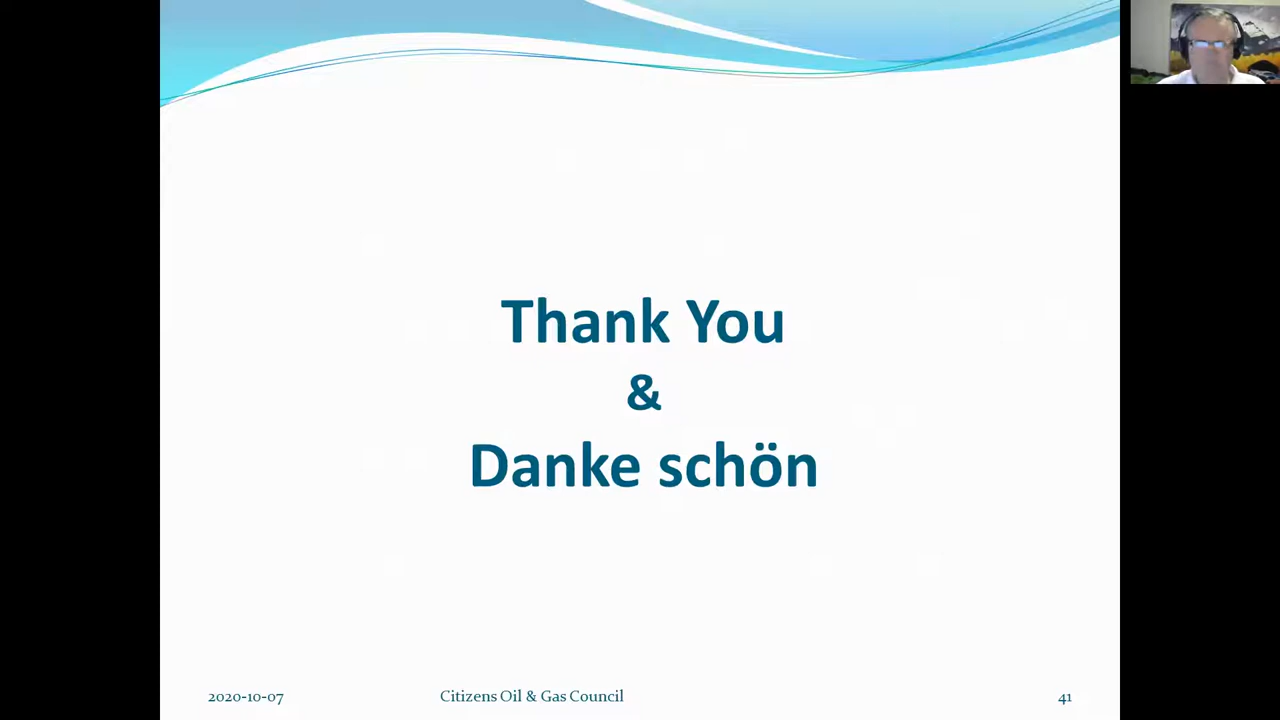 Thank You
&
Danke schön
2020-10-07
Citizens Oil & Gas Council
41